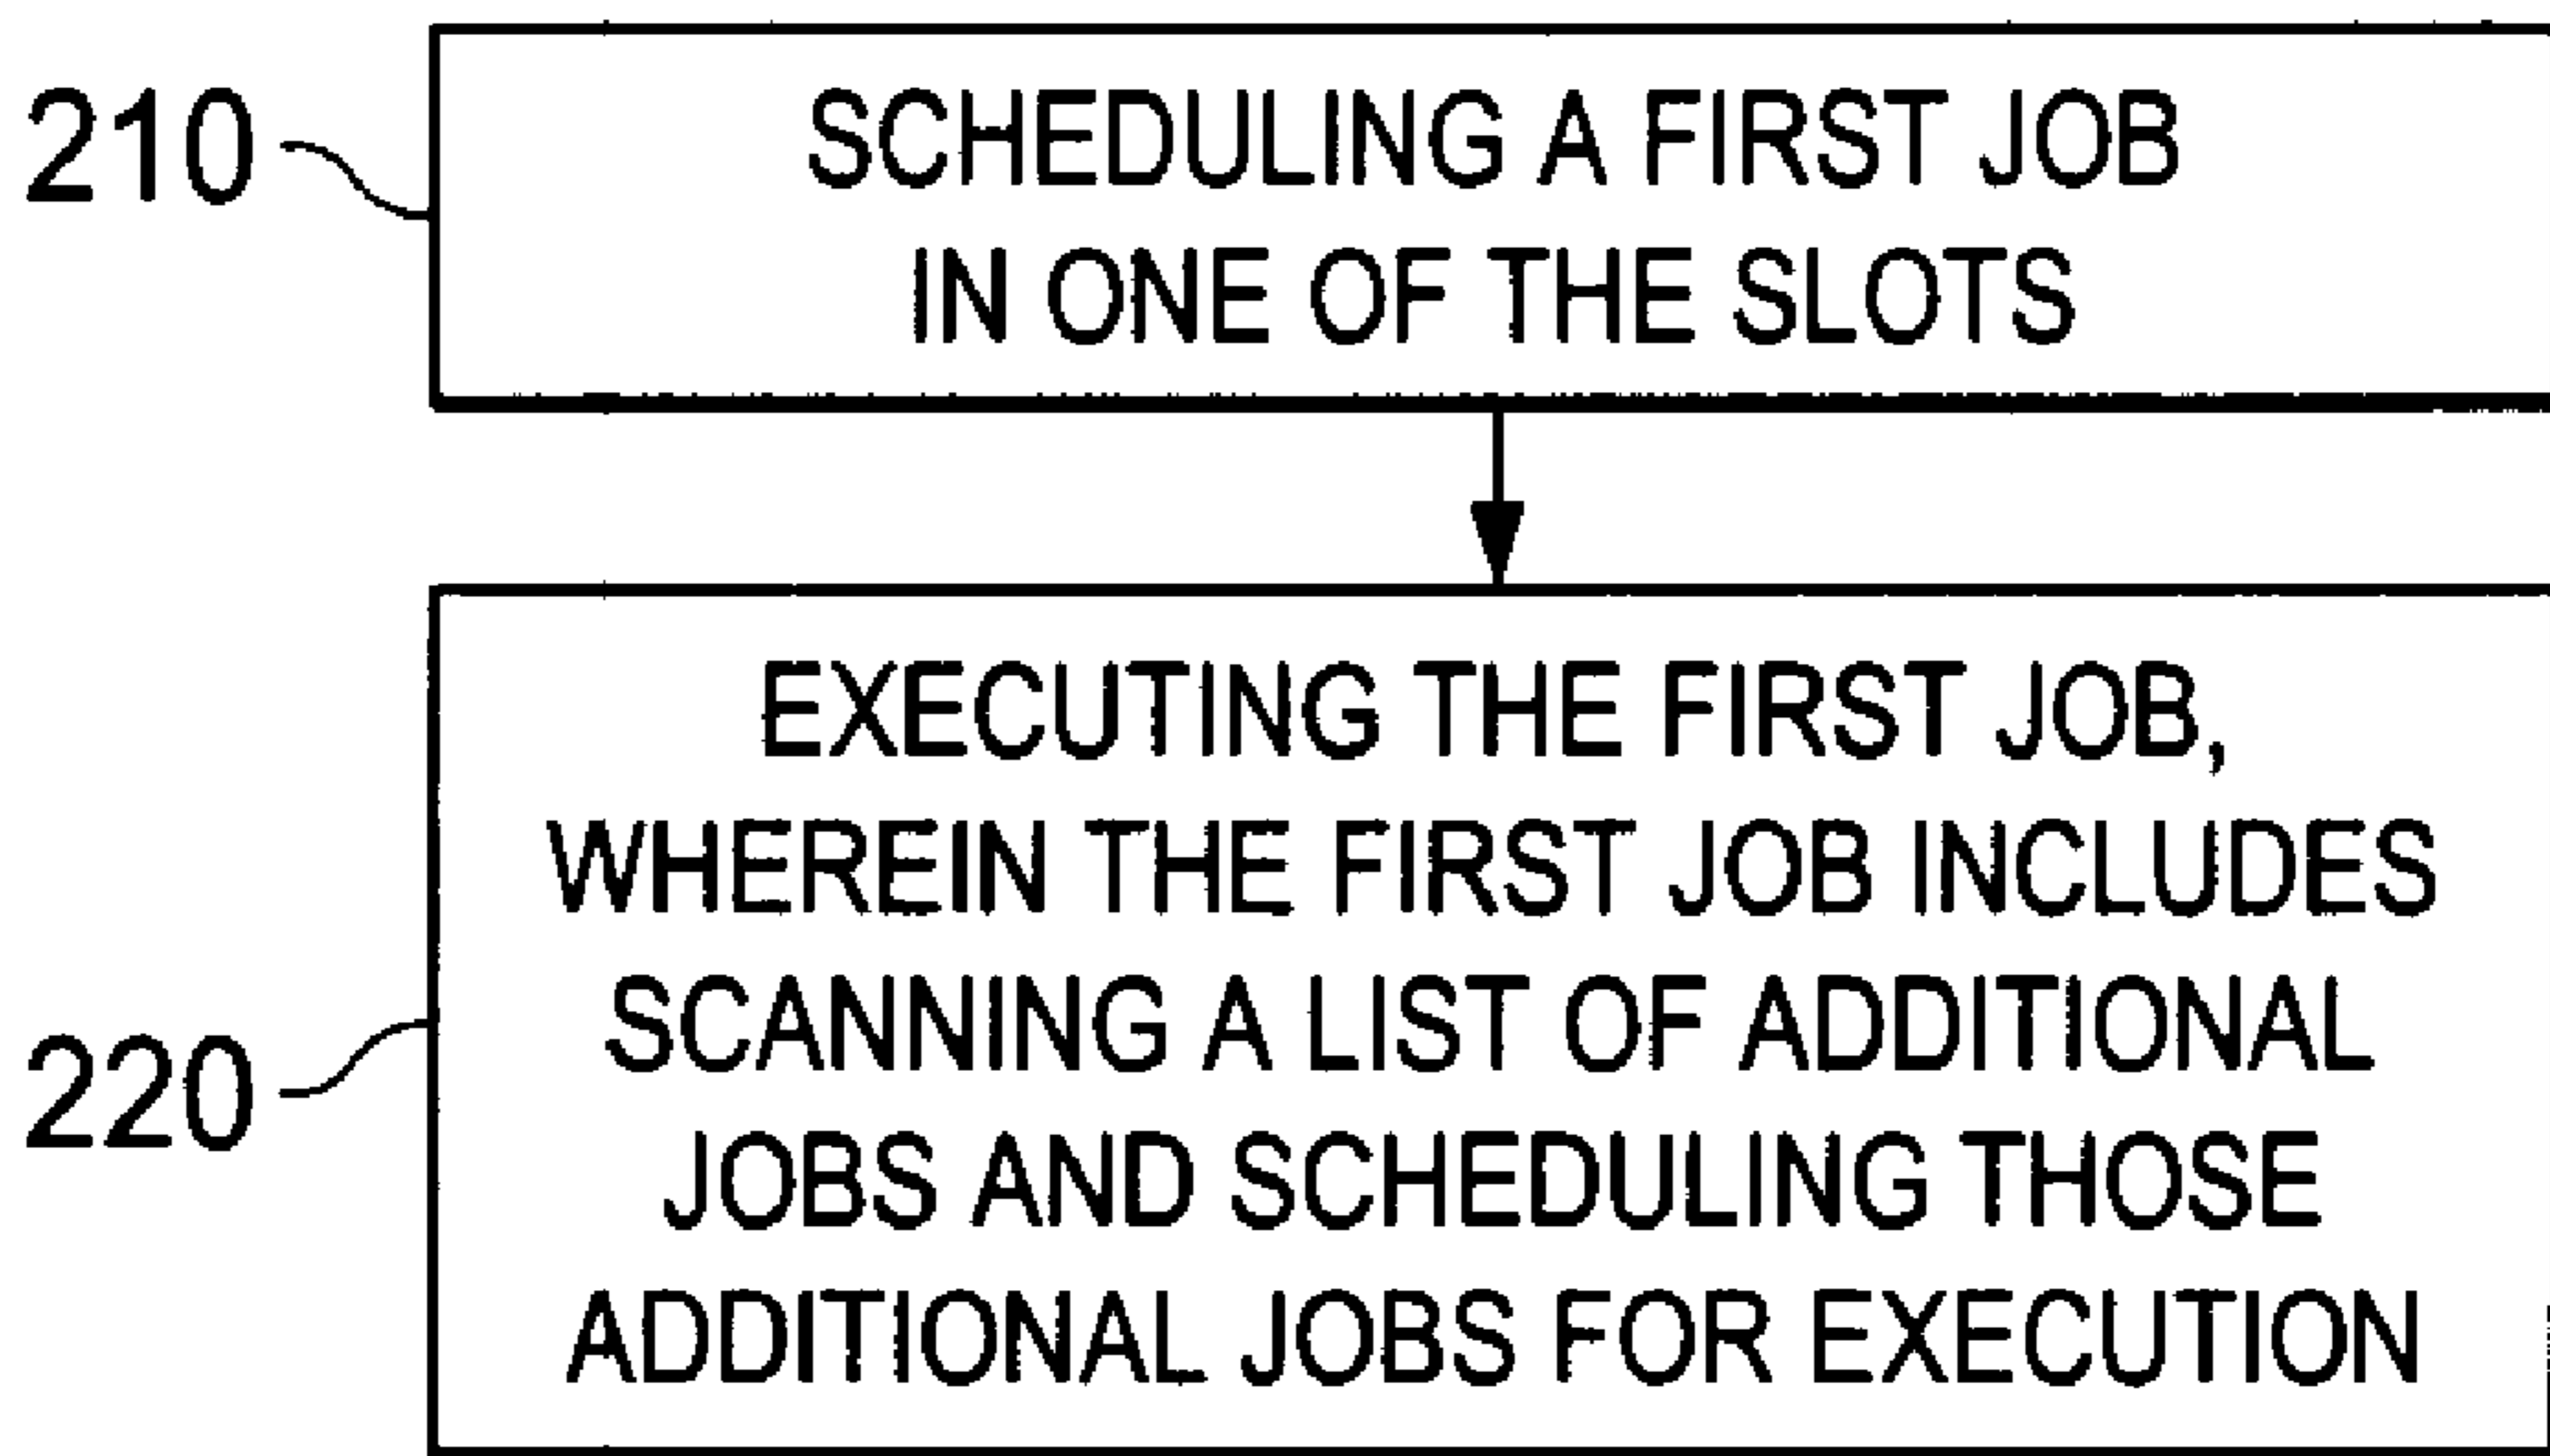 210
SCHEDULING A FIRST JOB
IN ONE OF THE SLOTS
EXECUTING THE FIRST JOB,
WHEREIN THE FIRST JOB INCLUDES
SCANNING A LIST OF ADDITIONAL
JOBS AND SCHEDULING THOSE
ADDITIONAL JOBS FOR EXECUTION
220